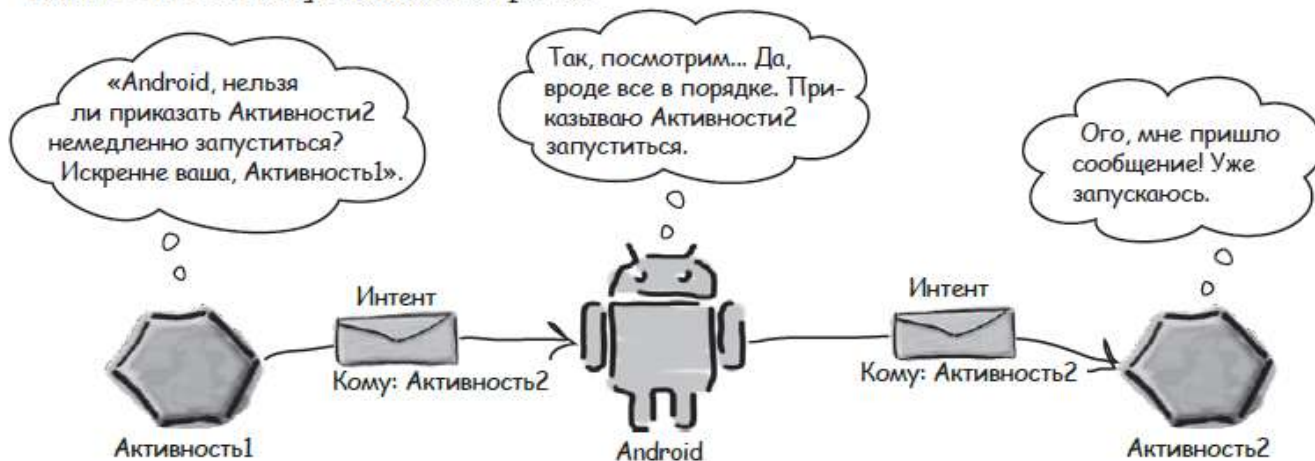 «Android, нельзя
ли приказать Активности2
немедленно запуститься?
Искренне ваша, Активность1».
Так, посмотрим... Да,
вроде все в порядке. При-
казываю Активности2
запуститься.
Ого, мне пришло
сообщение! Уже
запускаюсь.
Интент
Кому: Активность2
Интент
Кому: Активность2
Активность1
Android
Активность2